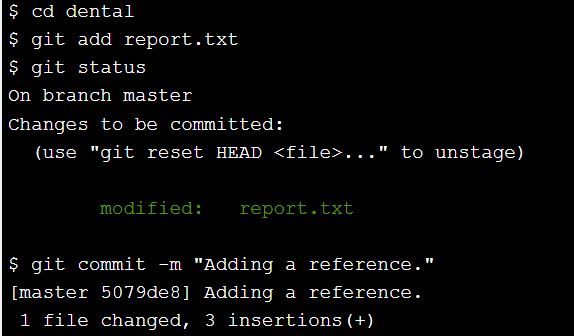 $ cd dental
$ git add report.txt
$ git status
On branch master
Changes to be committed:
  (use "git reset HEAD <file>..." to unstage)
        modified:   report.txt
$ git commit -m "Adding a reference."
[master 5079de8] Adding a reference.
 1 file changed, 3 insertions(+)